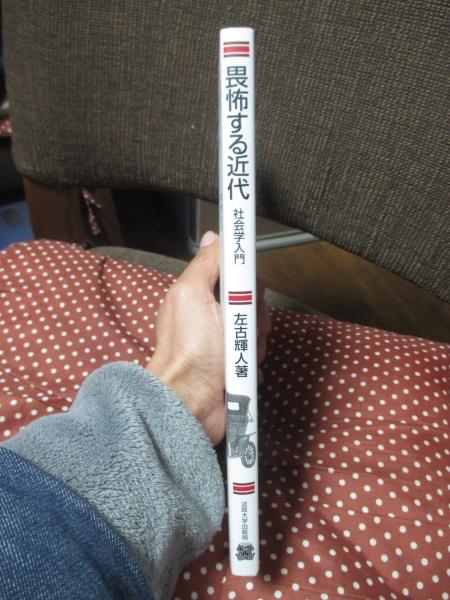 畏怖する近代
社会学入門
左古輝人著
法政大学出版局